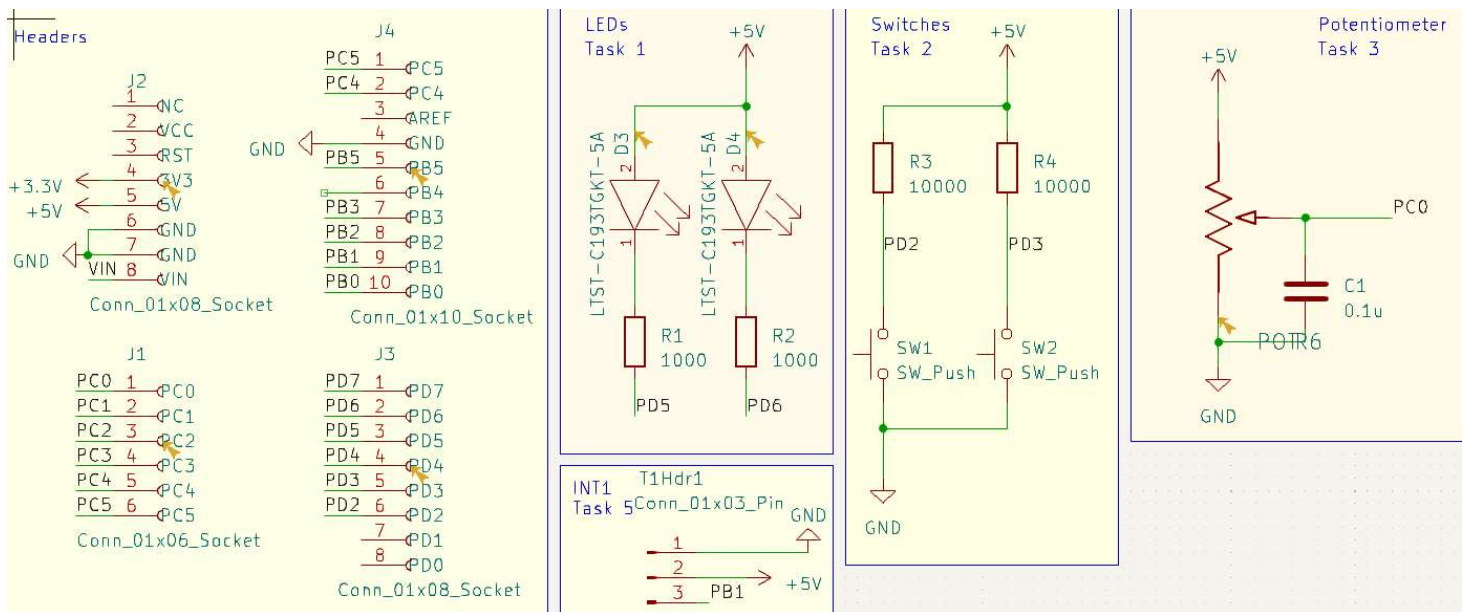 Headers
J2
1 NC
2 VCC
3 RST
4 3V3
+3.3V
5 5V
+5V
6 GND
7 GND
GND
VIN 8 VIN
Conn_01x08_Socket
J4
PC5 1 PC5
PC4 2 PC4
3 AREF
GND 4 GND
PB5 5 PB5
6 PB4
PB3 7 PB3
PB2 8 PB2
PB1 9 PB1
PB0 10 PB0
Conn_01x10_Socket
J1
PC0 1 PC0
PC1 2 PC1
PC2 3 PC2
PC3 4 PC3
PC4 5 PC4
PC5 6 PC5
Conn_01x06_Socket
J3
PD7 1 PD7
PD6 2 PD6
PD5 3 PD5
PD4 4 PD4
PD3 5 PD3
PD2 6 PD2
7 PD1
8 PD0
Conn_01x08_Socket
LEDs
Task 1
+5V
D3
LTST-C193TGKT-5A
2
1
D4
LTST-C193TGKT-5A
2
1
R1
1000
R2
1000
PD5
PD6
INT1
Task 5
T1Hdr1
Conn_01x03_Pin
GND
1
2
+5V
3 PB1
Switches
Task 2
+5V
R3
10000
R4
10000
PD2
PD3
SW1
SW_Push
SW2
SW_Push
GND
Potentiometer
Task 3
+5V
PC0
C1
0.1u
GND